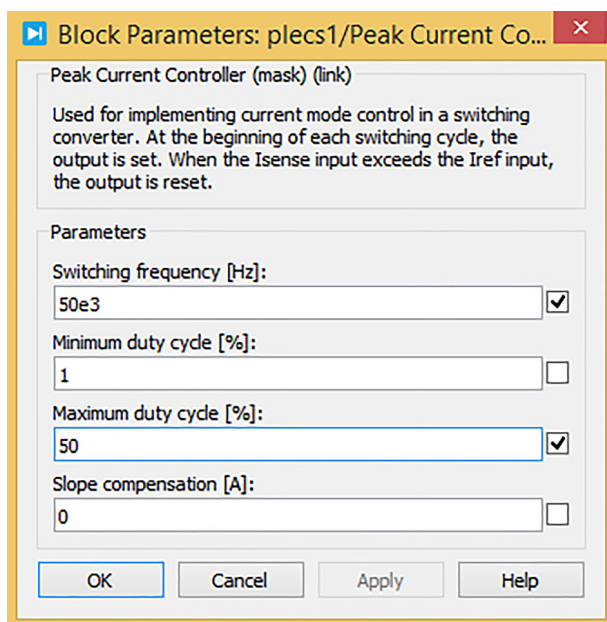 Block Parameters: plecs1/Peak Current Co...
Peak Current Controller (mask) (link)
Used for implementing current mode control in a switching
converter. At the beginning of each switching cycle, the
output is set. When the Isense input exceeds the Iref input,
the output is reset.
Parameters
Switching frequency [Hz]:
50e3
Minimum duty cycle [%]:
1
Maximum duty cycle [%]:
50
Slope compensation [A]:
0
OK Cancel Apply Help